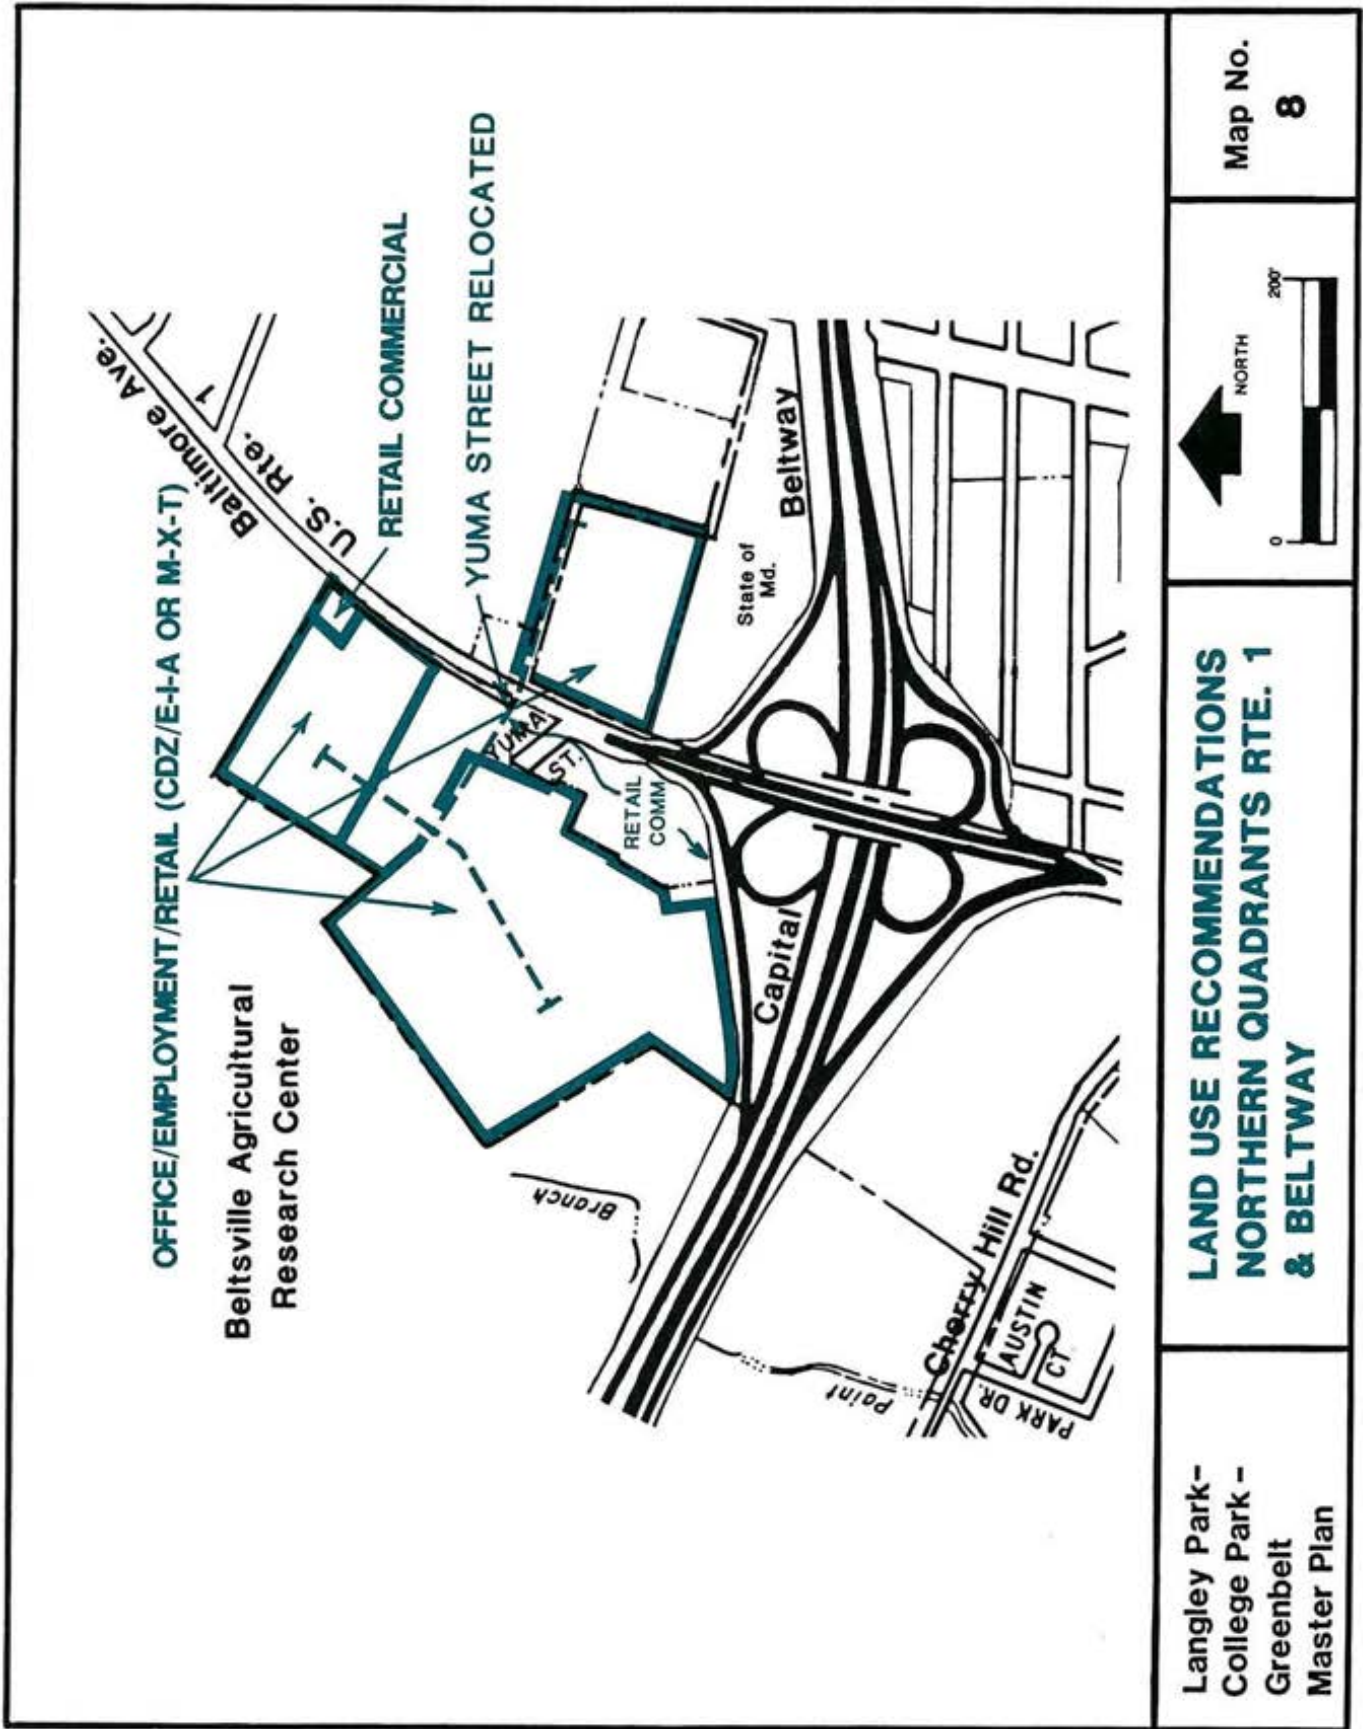 OFFICE/EMPLOYMENT/RETAIL (CDZ/E-I-A OR M-X-T)
Baltimore Ave.
U.S. Rte. 1
RETAIL COMMERCIAL
YUMA STREET RELOCATED
Beltsville Agricultural
Research Center
YUMA
ST.
RETAIL
COMM
State of
Md.
Capital
Beltway
Branch
Paint
Cherry Hill Rd.
AUSTIN
CT.
PARK DR.
Langley Park-
College Park -
Greenbelt
Master Plan
LAND USE RECOMMENDATIONS
NORTHERN QUADRANTS RTE. 1
& BELTWAY
NORTH
0
200'
Map No.
8